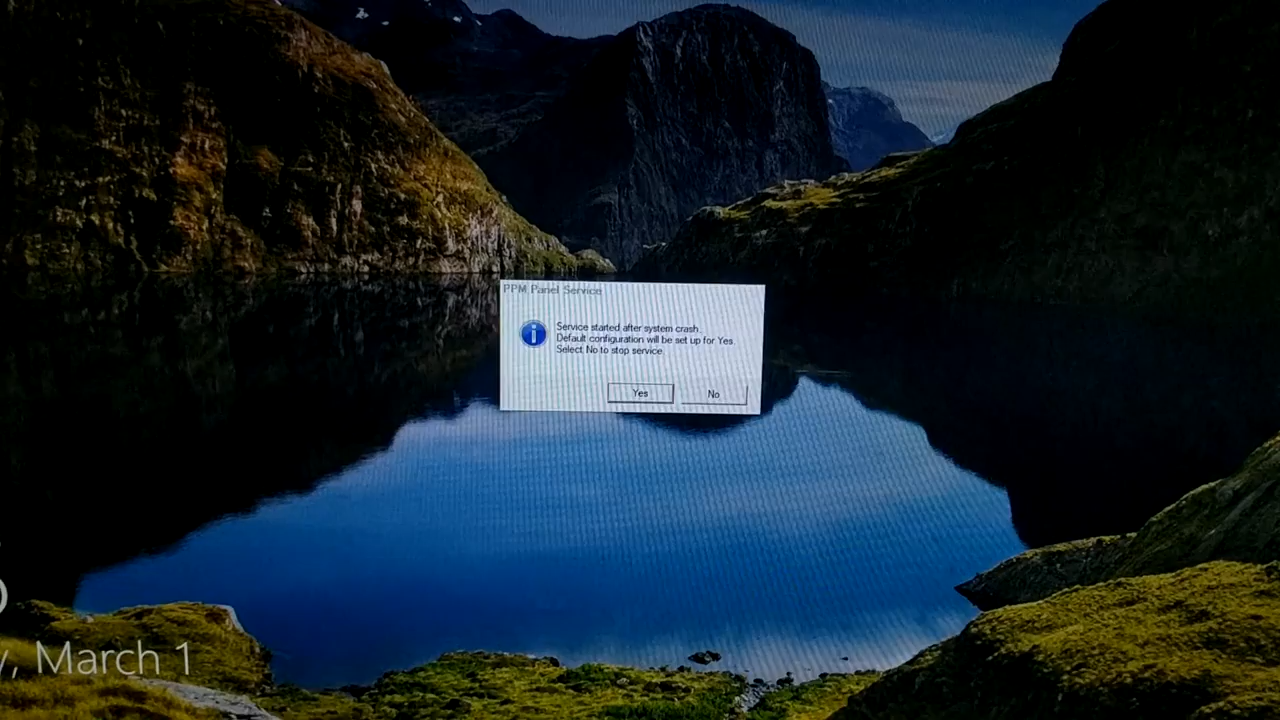 PPM Panel Service
Service started after system crash.
Default configuration will be set up for Yes.
Select No to stop service
Yes No
March 1